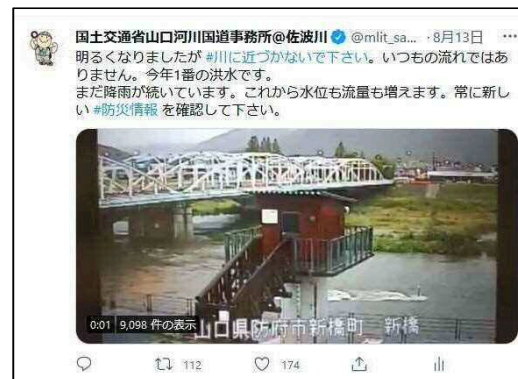 国土交通省山口河川国道事務所@佐波川 @mlit_sa... ・8月13日
明るくなりましたが #川に近づかないで下さい。いつもの流れではあ
りません。今年1番の洪水です。
まだ降雨が続いています。これから水位も流量も増えます。常に新し
い #防災情報 を確認して下さい。
0:01 9,098 件の表示
山口県防府市新橋町 新橋
112 174